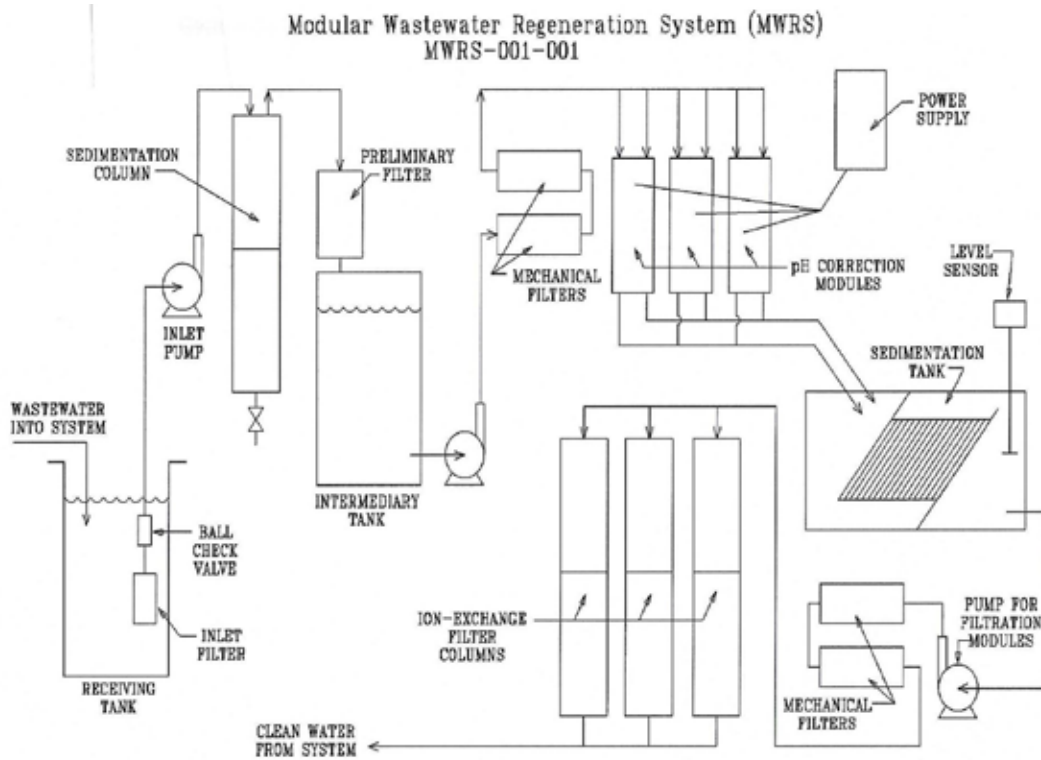 Modular Wastewater Regeneration System (MWRS)
MWRS-001-001
POWER
SUPPLY
SEDIMENTATION
COLUMN
PRELIMINARY
FILTER
MECHANICAL
FILTERS
pH CORRECTION
MODULES
LEVEL
SENSOR
INLET
PUMP
SEDIMENTATION
TANK
WASTEWATER
INTO SYSTEM
INTERMEDIARY
TANK
BALL
CHECK
VALVE
INLET
FILTER
RECEIVING
TANK
ION-EXCHANGE
FILTER
COLUMNS
PUMP FOR
FILTRATION
MODULES
MECHANICAL
FILTERS
CLEAN WATER
FROM SYSTEM